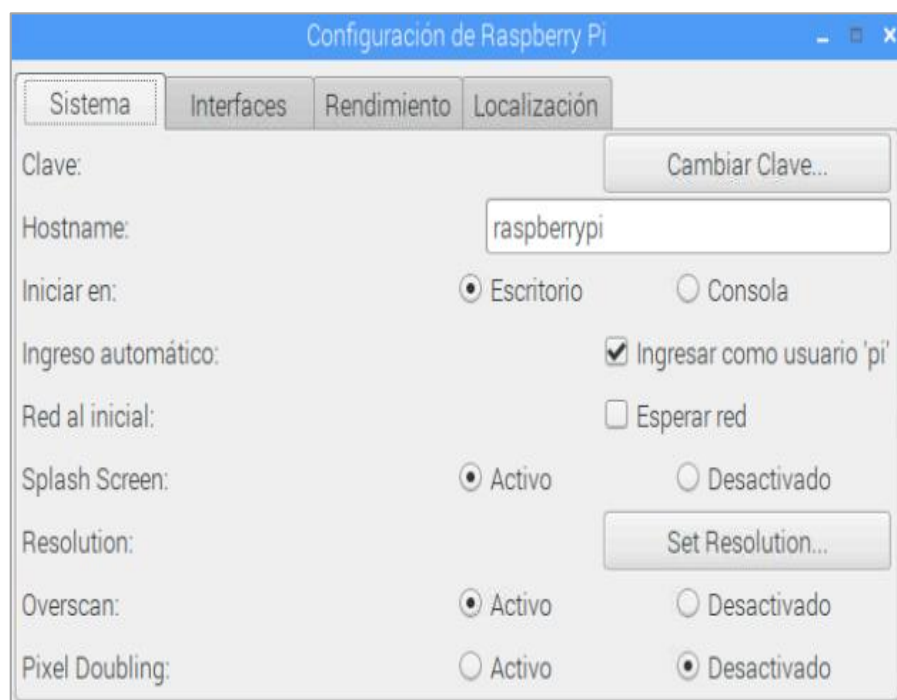 Configuración de Raspberry Pi
Sistema Interfaces Rendimiento Localización
Clave: Cambiar Clave...
Hostname: raspberrypi
Iniciar en: Escritorio Consola
Ingreso automático: Ingresar como usuario 'pi'
Red al inicial: Esperar red
Splash Screen: Activo Desactivado
Resolution: Set Resolution...
Overscan: Activo Desactivado
Pixel Doubling: Activo Desactivado